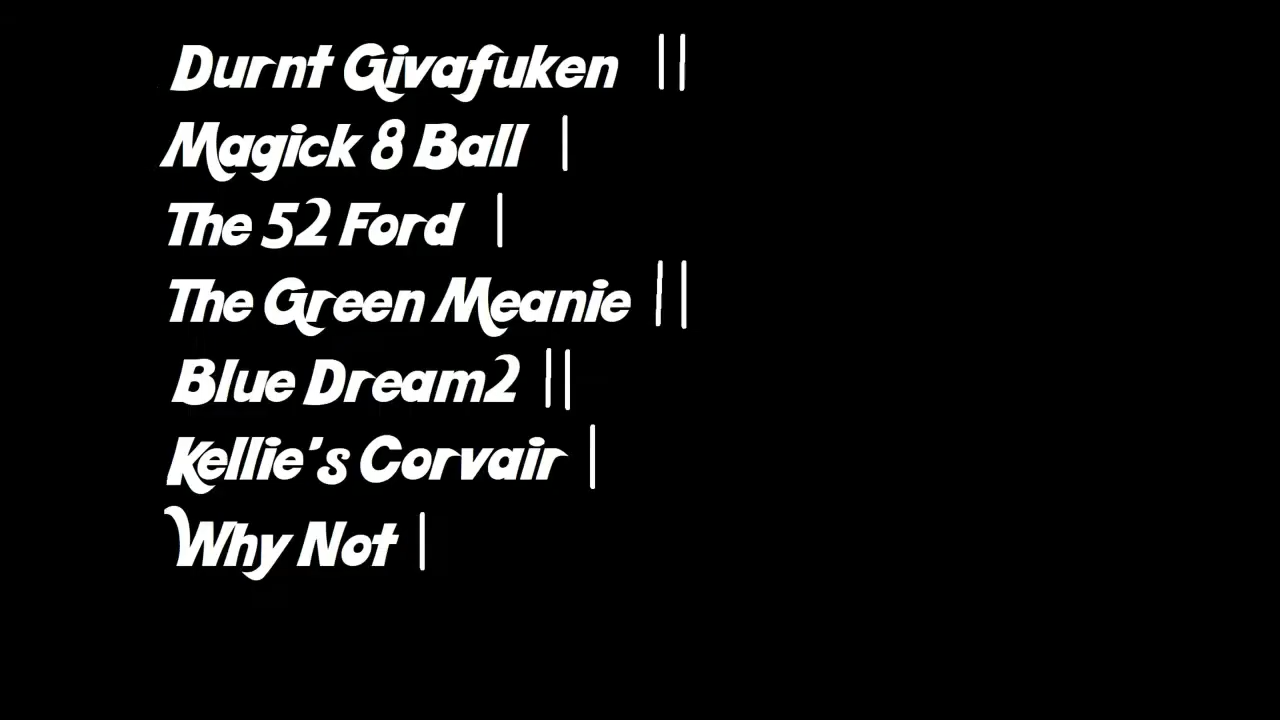 Durnt Givafuken ||
Magick 8 Ball |
The 52 Ford |
The Green Meanie ||
Blue Dream2 ||
Kellie's Corvair |
Why Not |